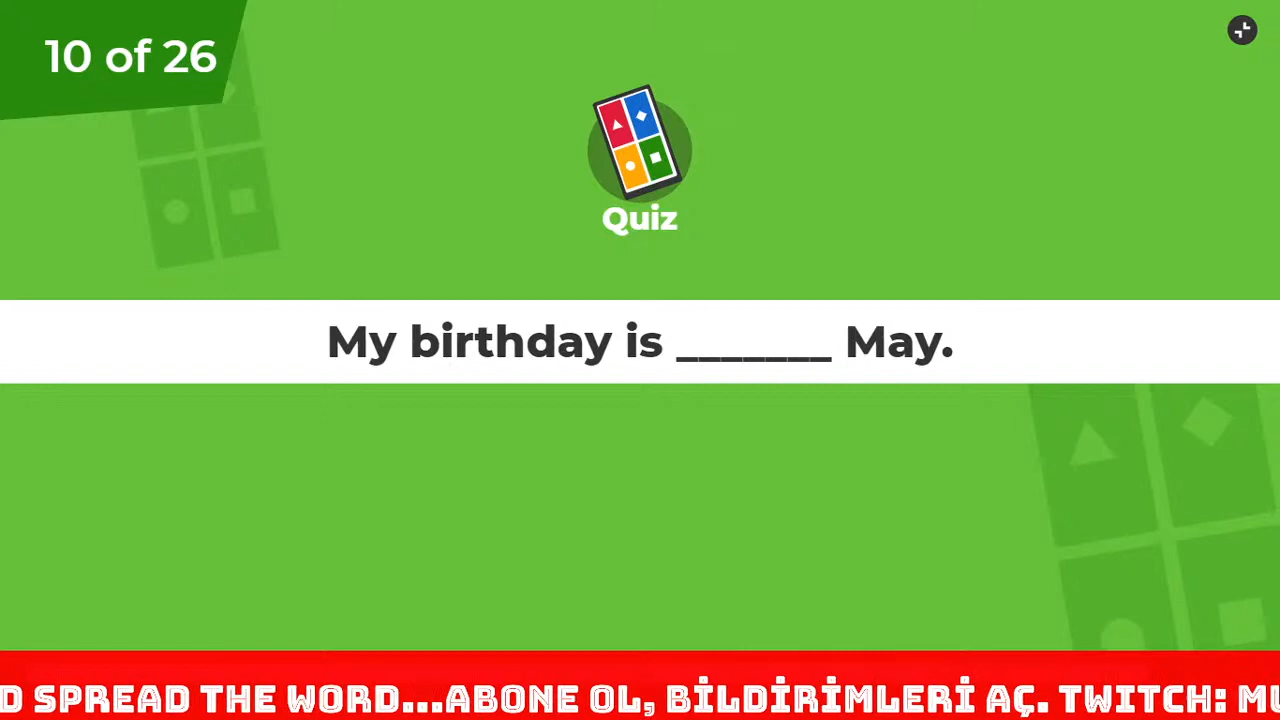 10 of 26
Quiz
My birthday is _______ May.
D SPREAD THE WORD...ABONE OL, BİLDİRİMLERİ AÇ. TWITCH: MU